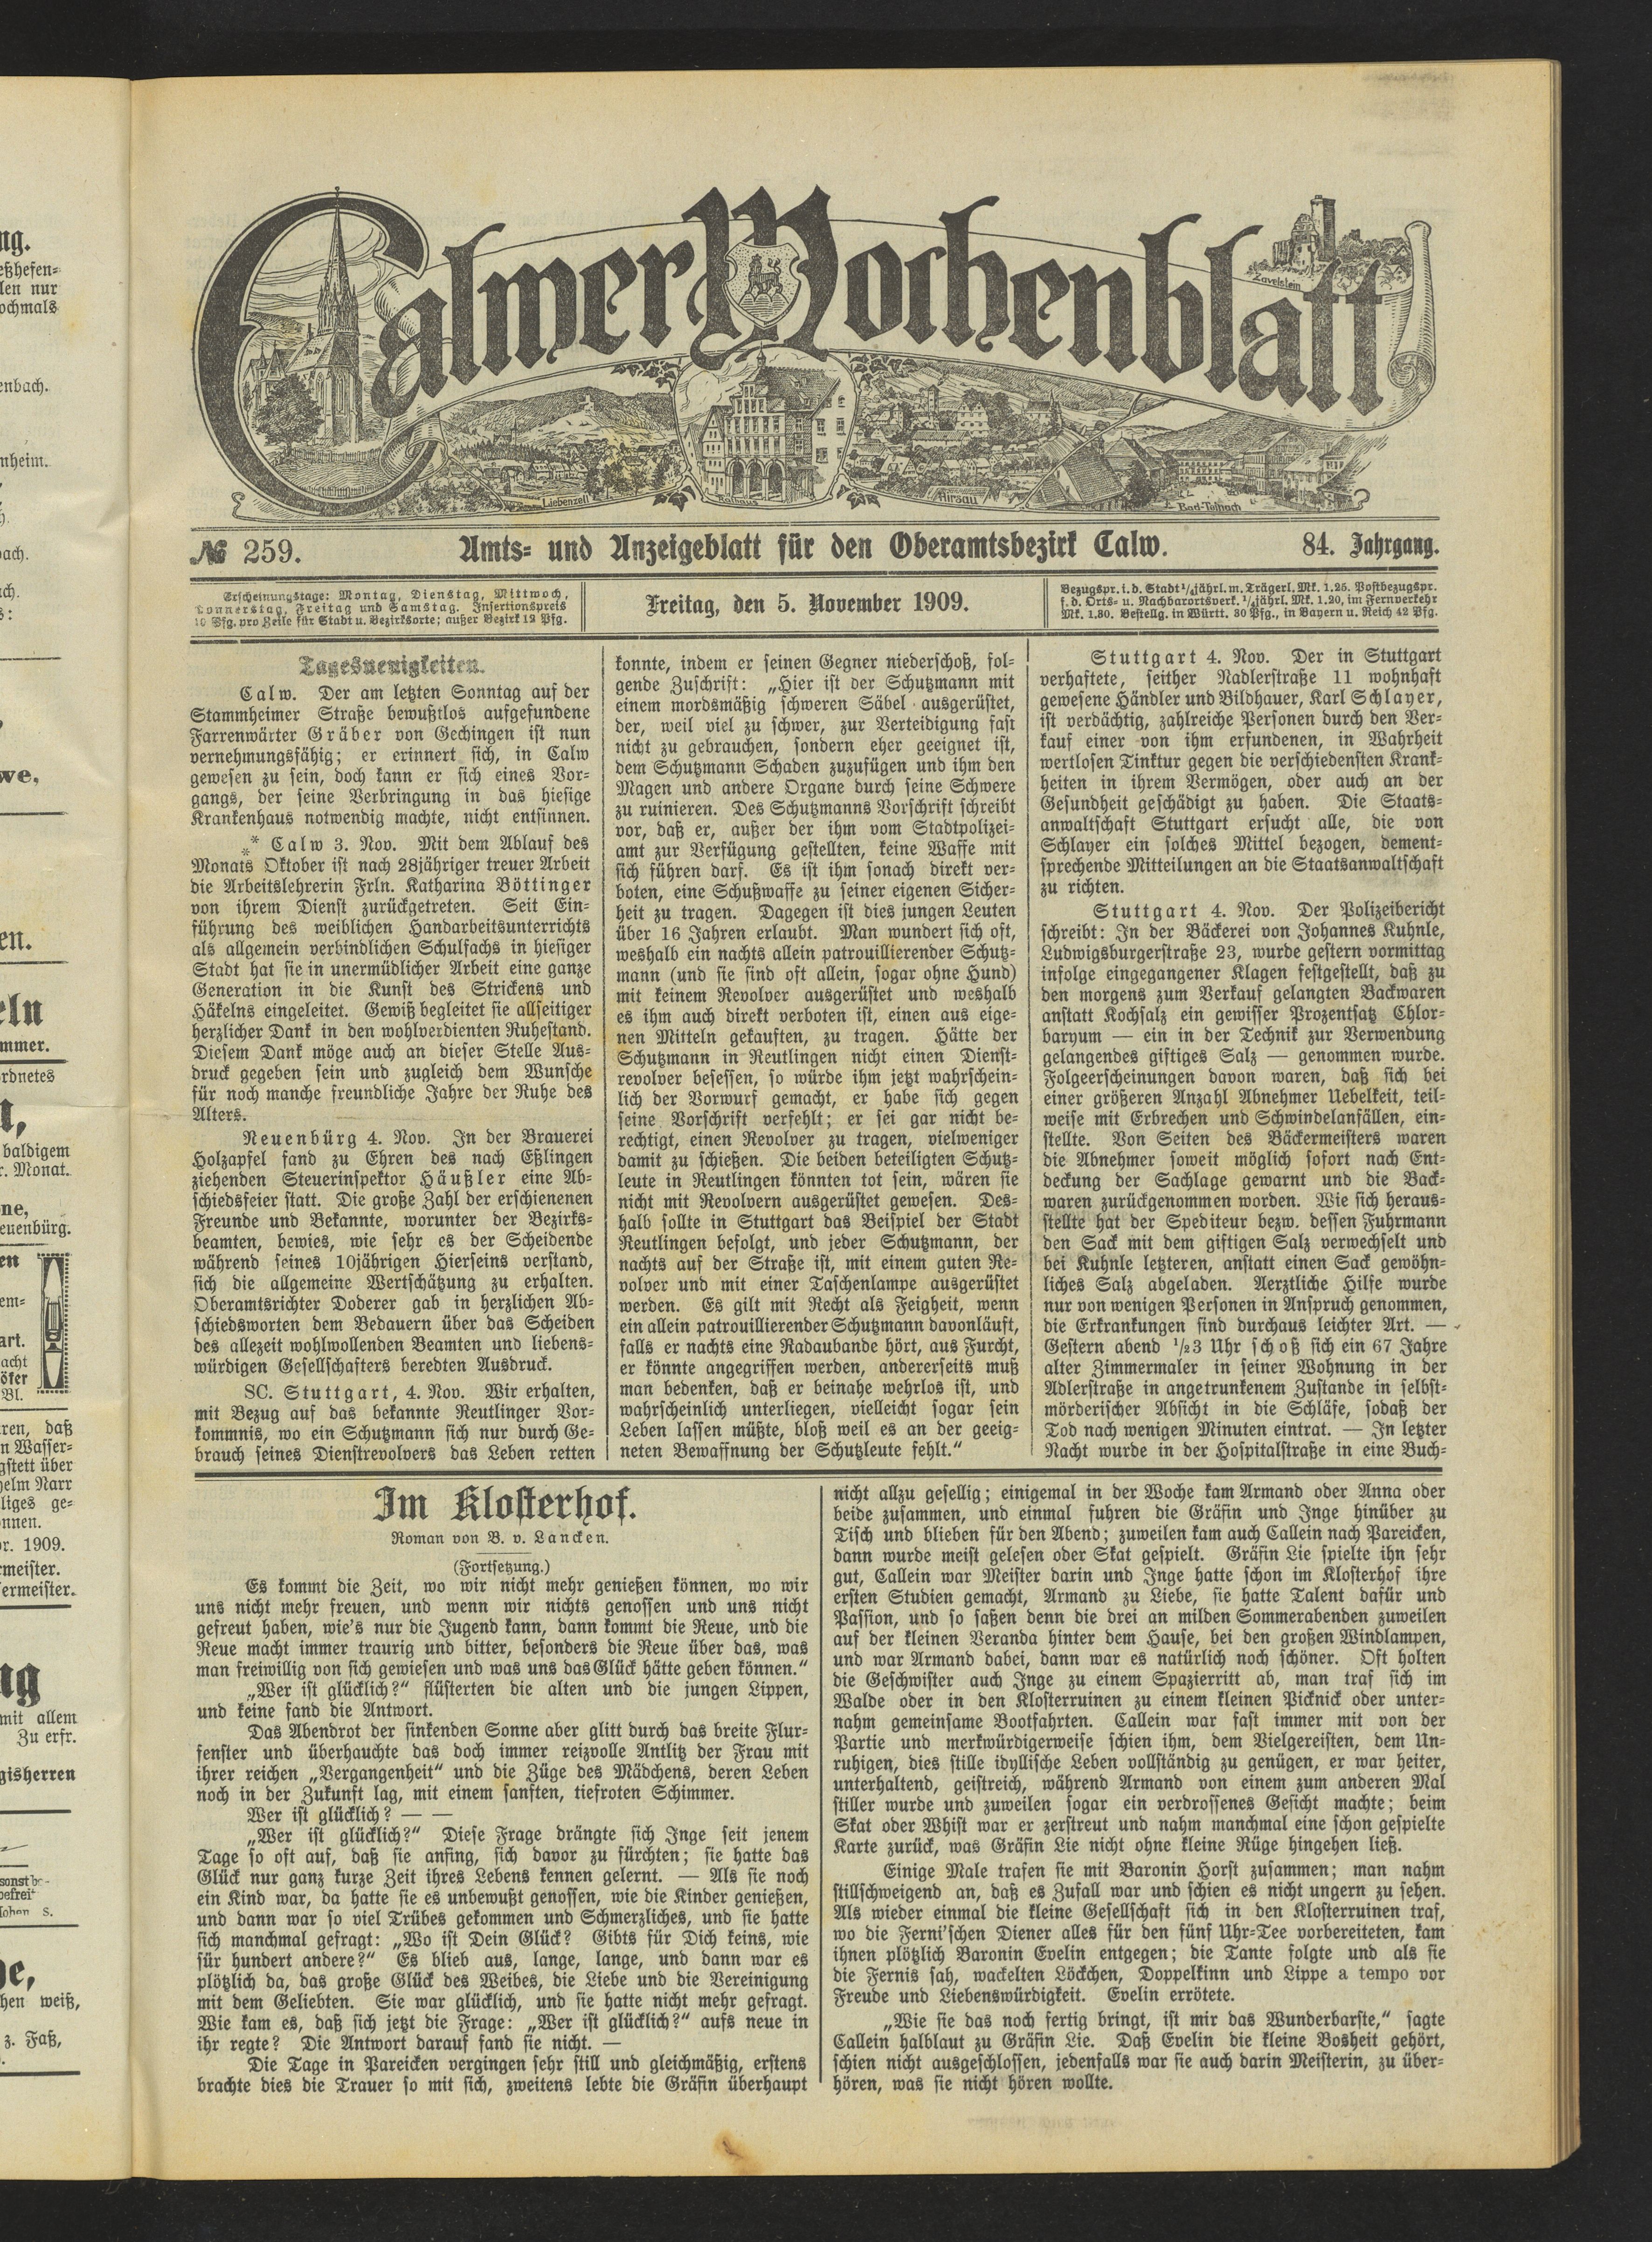 Calwer Wochenblatt
Zavelstein
Liebenzell
Rathaus
Hirsau
Bad-Teinach
№ 259.
Amts- und Anzeigeblatt für den Oberamtsbezirk Calw.
84. Jahrgang.
Erscheinungstage: Montag, Dienstag, Mittwoch,
Donnerstag, Freitag und Samstag. Insertionspreis
10 Pfg. pro Zeile für Stadt u. Bezirksorte; außer Bezirk 12 Pfg.
Freitag, den 5. November 1909.
Bezugspr. i. d. Stadt ¼jährl. m. Trägerl. Mk. 1.25. Postbezugspr.
f. d. Orts- u. Nachbarortsverk. ¼jährl. Mk. 1.20, im Fernverkehr
Mk. 1.30. Bestellg. in Württ. 30 Pfg., in Bayern u. Reich 42 Pfg.
Tagesneuigkeiten.
Calw. Der am letzten Sonntag auf der
Stammheimer Straße bewußtlos aufgefundene
Farrenwärter Gräber von Gechingen ist nun
vernehmungsfähig; er erinnert sich, in Calw
gewesen zu sein, doch kann er sich eines Vor-
gangs, der seine Verbringung in das hiesige
Krankenhaus notwendig machte, nicht entsinnen.
** Calw 3. Nov. Mit dem Ablauf des
Monats Oktober ist nach 28jähriger treuer Arbeit
die Arbeitslehrerin Frln. Katharina Böttinger
von ihrem Dienst zurückgetreten. Seit Ein-
führung des weiblichen Handarbeitsunterrichts
als allgemein verbindlichen Schulfachs in hiesiger
Stadt hat sie in unermüdlicher Arbeit eine ganze
Generation in die Kunst des Strickens und
Häkelns eingeleitet. Gewiß begleitet sie allseitiger
herzlicher Dank in den wohlverdienten Ruhestand.
Diesem Dank möge auch an dieser Stelle Aus-
druck gegeben sein und zugleich dem Wunsche
für noch manche freundliche Jahre der Ruhe des
Alters.
Neuenbürg 4. Nov. In der Brauerei
Holzapfel fand zu Ehren des nach Eßlingen
ziehenden Steuerinspektor Häußler eine Ab-
schiedsfeier statt. Die große Zahl der erschienenen
Freunde und Bekannte, worunter der Bezirks-
beamten, bewies, wie sehr es der Scheidende
während seines 10jährigen Hierseins verstand,
sich die allgemeine Wertschätzung zu erhalten.
Oberamtsrichter Doderer gab in herzlichen Ab-
schiedsworten dem Bedauern über das Scheiden
des allezeit wohlwollenden Beamten und liebens-
würdigen Gesellschafters beredten Ausdruck.
SC. Stuttgart, 4. Nov. Wir erhalten,
mit Bezug auf das bekannte Reutlinger Vor-
kommnis, wo ein Schutzmann sich nur durch Ge-
brauch seines Dienstrevolvers das Leben retten
konnte, indem er seinen Gegner niederschoß, fol-
gende Zuschrift: „Hier ist der Schutzmann mit
einem mordsmäßig schweren Säbel ausgerüstet,
der, weil viel zu schwer, zur Verteidigung fast
nicht zu gebrauchen, sondern eher geeignet ist,
dem Schutzmann Schaden zuzufügen und ihm den
Magen und andere Organe durch seine Schwere
zu ruinieren. Des Schutzmanns Vorschrift schreibt
vor, daß er, außer der ihm vom Stadtpolizei-
amt zur Verfügung gestellten, keine Waffe mit
sich führen darf. Es ist ihm sonach direkt ver-
boten, eine Schußwaffe zu seiner eigenen Sicher-
heit zu tragen. Dagegen ist dies jungen Leuten
über 16 Jahren erlaubt. Man wundert sich oft,
weshalb ein nachts allein patrouillierender Schutz-
mann (und sie sind oft allein, sogar ohne Hund)
mit keinem Revolver ausgerüstet und weshalb
es ihm auch direkt verboten ist, einen aus eige-
nen Mitteln gekauften, zu tragen. Hätte der
Schutzmann in Reutlingen nicht einen Dienst-
revolver besessen, so würde ihm jetzt wahrschein-
lich der Vorwurf gemacht, er habe sich gegen
seine Vorschrift verfehlt; er sei gar nicht be-
rechtigt, einen Revolver zu tragen, vielweniger
damit zu schießen. Die beiden beteiligten Schutz-
leute in Reutlingen könnten tot sein, wären sie
nicht mit Revolvern ausgerüstet gewesen. Des-
halb sollte in Stuttgart das Beispiel der Stadt
Reutlingen befolgt, und jeder Schutzmann, der
nachts auf der Straße ist, mit einem guten Re-
volver und mit einer Taschenlampe ausgerüstet
werden. Es gilt mit Recht als Feigheit, wenn
ein allein patrouillierender Schutzmann davonläuft,
falls er nachts eine Radaubande hört, aus Furcht,
er könnte angegriffen werden, andererseits muß
man bedenken, daß er beinahe wehrlos ist, und
wahrscheinlich unterliegen, vielleicht sogar sein
Leben lassen müßte, bloß weil es an der geeig-
neten Bewaffnung der Schutzleute fehlt.“
Stuttgart 4. Nov. Der in Stuttgart
verhaftete, seither Nadlerstraße 11 wohnhaft
gewesene Händler und Bildhauer, Karl Schlayer,
ist verdächtig, zahlreiche Personen durch den Ver-
kauf einer von ihm erfundenen, in Wahrheit
wertlosen Tinktur gegen die verschiedensten Krank-
heiten in ihrem Vermögen, oder auch an der
Gesundheit geschädigt zu haben. Die Staats-
anwaltschaft Stuttgart ersucht alle, die von
Schlayer ein solches Mittel bezogen, dement-
sprechende Mitteilungen an die Staatsanwaltschaft
zu richten.
Stuttgart 4. Nov. Der Polizeibericht
schreibt: In der Bäckerei von Johannes Kuhnle,
Ludwigsburgerstraße 23, wurde gestern vormittag
infolge eingegangener Klagen festgestellt, daß zu
den morgens zum Verkauf gelangten Backwaren
anstatt Kochsalz ein gewisser Prozentsatz Chlor-
baryum — ein in der Technik zur Verwendung
gelangendes giftiges Salz — genommen wurde.
Folgeerscheinungen davon waren, daß sich bei
einer größeren Anzahl Abnehmer Uebelkeit, teil-
weise mit Erbrechen und Schwindelanfällen, ein-
stellte. Von Seiten des Bäckermeisters waren
die Abnehmer soweit möglich sofort nach Ent-
deckung der Sachlage gewarnt und die Back-
waren zurückgenommen worden. Wie sich heraus-
stellte hat der Spediteur bezw. dessen Fuhrmann
den Sack mit dem giftigen Salz verwechselt und
bei Kuhnle letzteren, anstatt einen Sack gewöhn-
liches Salz abgeladen. Aerztliche Hilfe wurde
nur von wenigen Personen in Anspruch genommen,
die Erkrankungen sind durchaus leichter Art. —
Gestern abend ½3 Uhr schoß sich ein 67 Jahre
alter Zimmermaler in seiner Wohnung in der
Adlerstraße in angetrunkenem Zustande in selbst-
mörderischer Absicht in die Schläfe, sodaß der
Tod nach wenigen Minuten eintrat. — In letzter
Nacht wurde in der Hospitalstraße in eine Buch-
Im Klosterhof.
Roman von B. v. Lancken.
(Fortsetzung.)
Es kommt die Zeit, wo wir nicht mehr genießen können, wo wir
uns nicht mehr freuen, und wenn wir nichts genossen und uns nicht
gefreut haben, wie's nur die Jugend kann, dann kommt die Reue, und die
Reue macht immer traurig und bitter, besonders die Reue über das, was
man freiwillig von sich gewiesen und was uns das Glück hätte geben können.“
„Wer ist glücklich?“ flüsterten die alten und die jungen Lippen,
und keine fand die Antwort.
Das Abendrot der sinkenden Sonne aber glitt durch das breite Flur-
fenster und überhauchte das doch immer reizvolle Antlitz der Frau mit
ihrer reichen „Vergangenheit“ und die Züge des Mädchens, deren Leben
noch in der Zukunft lag, mit einem sanften, tiefroten Schimmer.
Wer ist glücklich? — —
„Wer ist glücklich?“ Diese Frage drängte sich Inge seit jenem
Tage so oft auf, daß sie anfing, sich davor zu fürchten; sie hatte das
Glück nur ganz kurze Zeit ihres Lebens kennen gelernt. — Als sie noch
ein Kind war, da hatte sie es unbewußt genossen, wie die Kinder genießen,
und dann war so viel Trübes gekommen und Schmerzliches, und sie hatte
sich manchmal gefragt: „Wo ist Dein Glück? Gibts für Dich keins, wie
für hundert andere?“ Es blieb aus, lange, lange, und dann war es
plötzlich da, das große Glück des Weibes, die Liebe und die Vereinigung
mit dem Geliebten. Sie war glücklich, und sie hatte nicht mehr gefragt.
Wie kam es, daß sich jetzt die Frage: „Wer ist glücklich?“ aufs neue in
ihr regte? Die Antwort darauf fand sie nicht. —
Die Tage in Pareicken vergingen sehr still und gleichmäßig, erstens
brachte dies die Trauer so mit sich, zweitens lebte die Gräfin überhaupt
nicht allzu gesellig; einigemal in der Woche kam Armand oder Anna oder
beide zusammen, und einmal fuhren die Gräfin und Inge hinüber zu
Tisch und blieben für den Abend; zuweilen kam auch Callein nach Pareicken,
dann wurde meist gelesen oder Skat gespielt. Gräfin Lie spielte ihn sehr
gut, Callein war Meister darin und Inge hatte schon im Klosterhof ihre
ersten Studien gemacht, Armand zu Liebe, sie hatte Talent dafür und
Passion, und so saßen denn die drei an milden Sommerabenden zuweilen
auf der kleinen Veranda hinter dem Hause, bei den großen Windlampen,
und war Armand dabei, dann war es natürlich noch schöner. Oft holten
die Geschwister auch Inge zu einem Spazierritt ab, man traf sich im
Walde oder in den Klosterruinen zu einem kleinen Picknick oder unter-
nahm gemeinsame Bootfahrten. Callein war fast immer mit von der
Partie und merkwürdigerweise schien ihm, dem Vielgereisten, dem Un-
ruhigen, dies stille idyllische Leben vollständig zu genügen, er war heiter,
unterhaltend, geistreich, während Armand von einem zum anderen Mal
stiller wurde und zuweilen sogar ein verdrossenes Gesicht machte; beim
Skat oder Whist war er zerstreut und nahm manchmal eine schon gespielte
Karte zurück, was Gräfin Lie nicht ohne kleine Rüge hingehen ließ.
Einige Male trafen sie mit Baronin Horst zusammen; man nahm
stillschweigend an, daß es Zufall war und schien es nicht ungern zu sehen.
Als wieder einmal die kleine Gesellschaft sich in den Klosterruinen traf,
wo die Ferni'schen Diener alles für den fünf Uhr-Tee vorbereiteten, kam
ihnen plötzlich Baronin Evelin entgegen; die Tante folgte und als sie
die Fernis sah, wackelten Löckchen, Doppelkinn und Lippe a tempo vor
Freude und Liebenswürdigkeit. Evelin errötete.
„Wie sie das noch fertig bringt, ist mir das Wunderbarste,“ sagte
Callein halblaut zu Gräfin Lie. Daß Evelin die kleine Bosheit gehört,
schien nicht ausgeschlossen, jedenfalls war sie auch darin Meisterin, zu über-
hören, was sie nicht hören wollte.